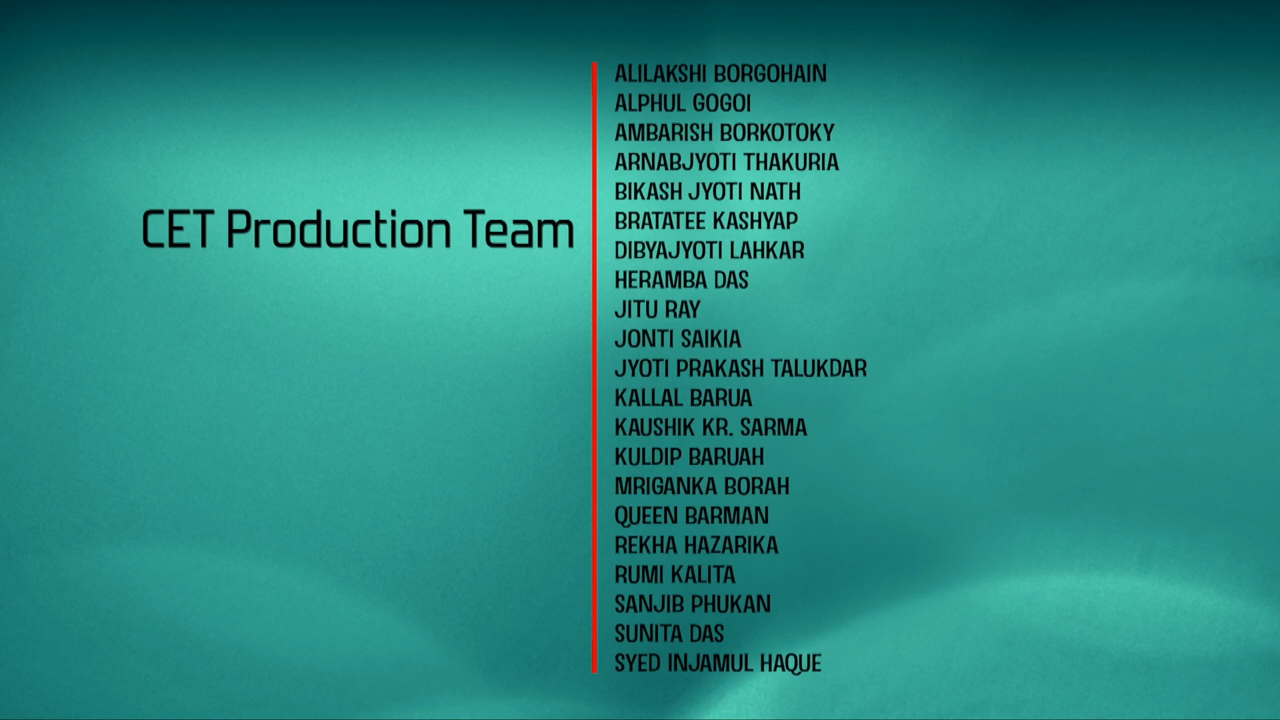 CET Production Team
ALILAKSHI BORGOHAIN
ALPHUL GOGOI
AMBARISH BORKOTOKY
ARNABJYOTI THAKURIA
BIKASH JYOTI NATH
BRATATEE KASHYAP
DIBYAJYOTI LAHKAR
HERAMBA DAS
JITU RAY
JONTI SAIKIA
JYOTI PRAKASH TALUKDAR
KALLAL BARUA
KAUSHIK KR. SARMA
KULDIP BARUAH
MRIGANKA BORAH
QUEEN BARMAN
REKHA HAZARIKA
RUMI KALITA
SANJIB PHUKAN
SUNITA DAS
SYED INJAMUL HAQUE